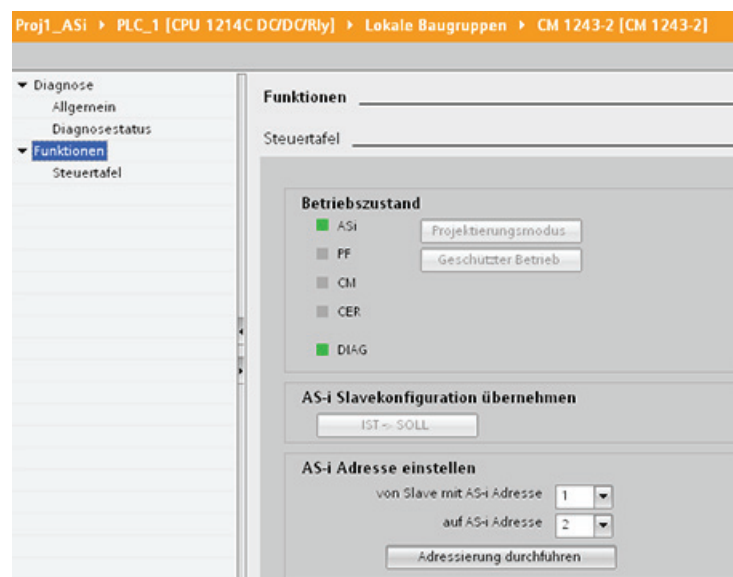 Proj1_ASi ▸ PLC_1 [CPU 1214C DC/DC/Rly] ▸ Lokale Baugruppen ▸ CM 1243-2 [CM 1243-2]
Diagnose
Allgemein
Diagnosestatus
Funktionen
Steuertafel
Funktionen
Steuertafel
Betriebszustand
ASi
Projektierungsmodus
PF
Geschützter Betrieb
CM
CER
DIAG
AS-i Slavekonfiguration übernehmen
IST -> SOLL
AS-i Adresse einstellen
von Slave mit AS-i Adresse 1
auf AS-i Adresse 2
Adressierung durchführen